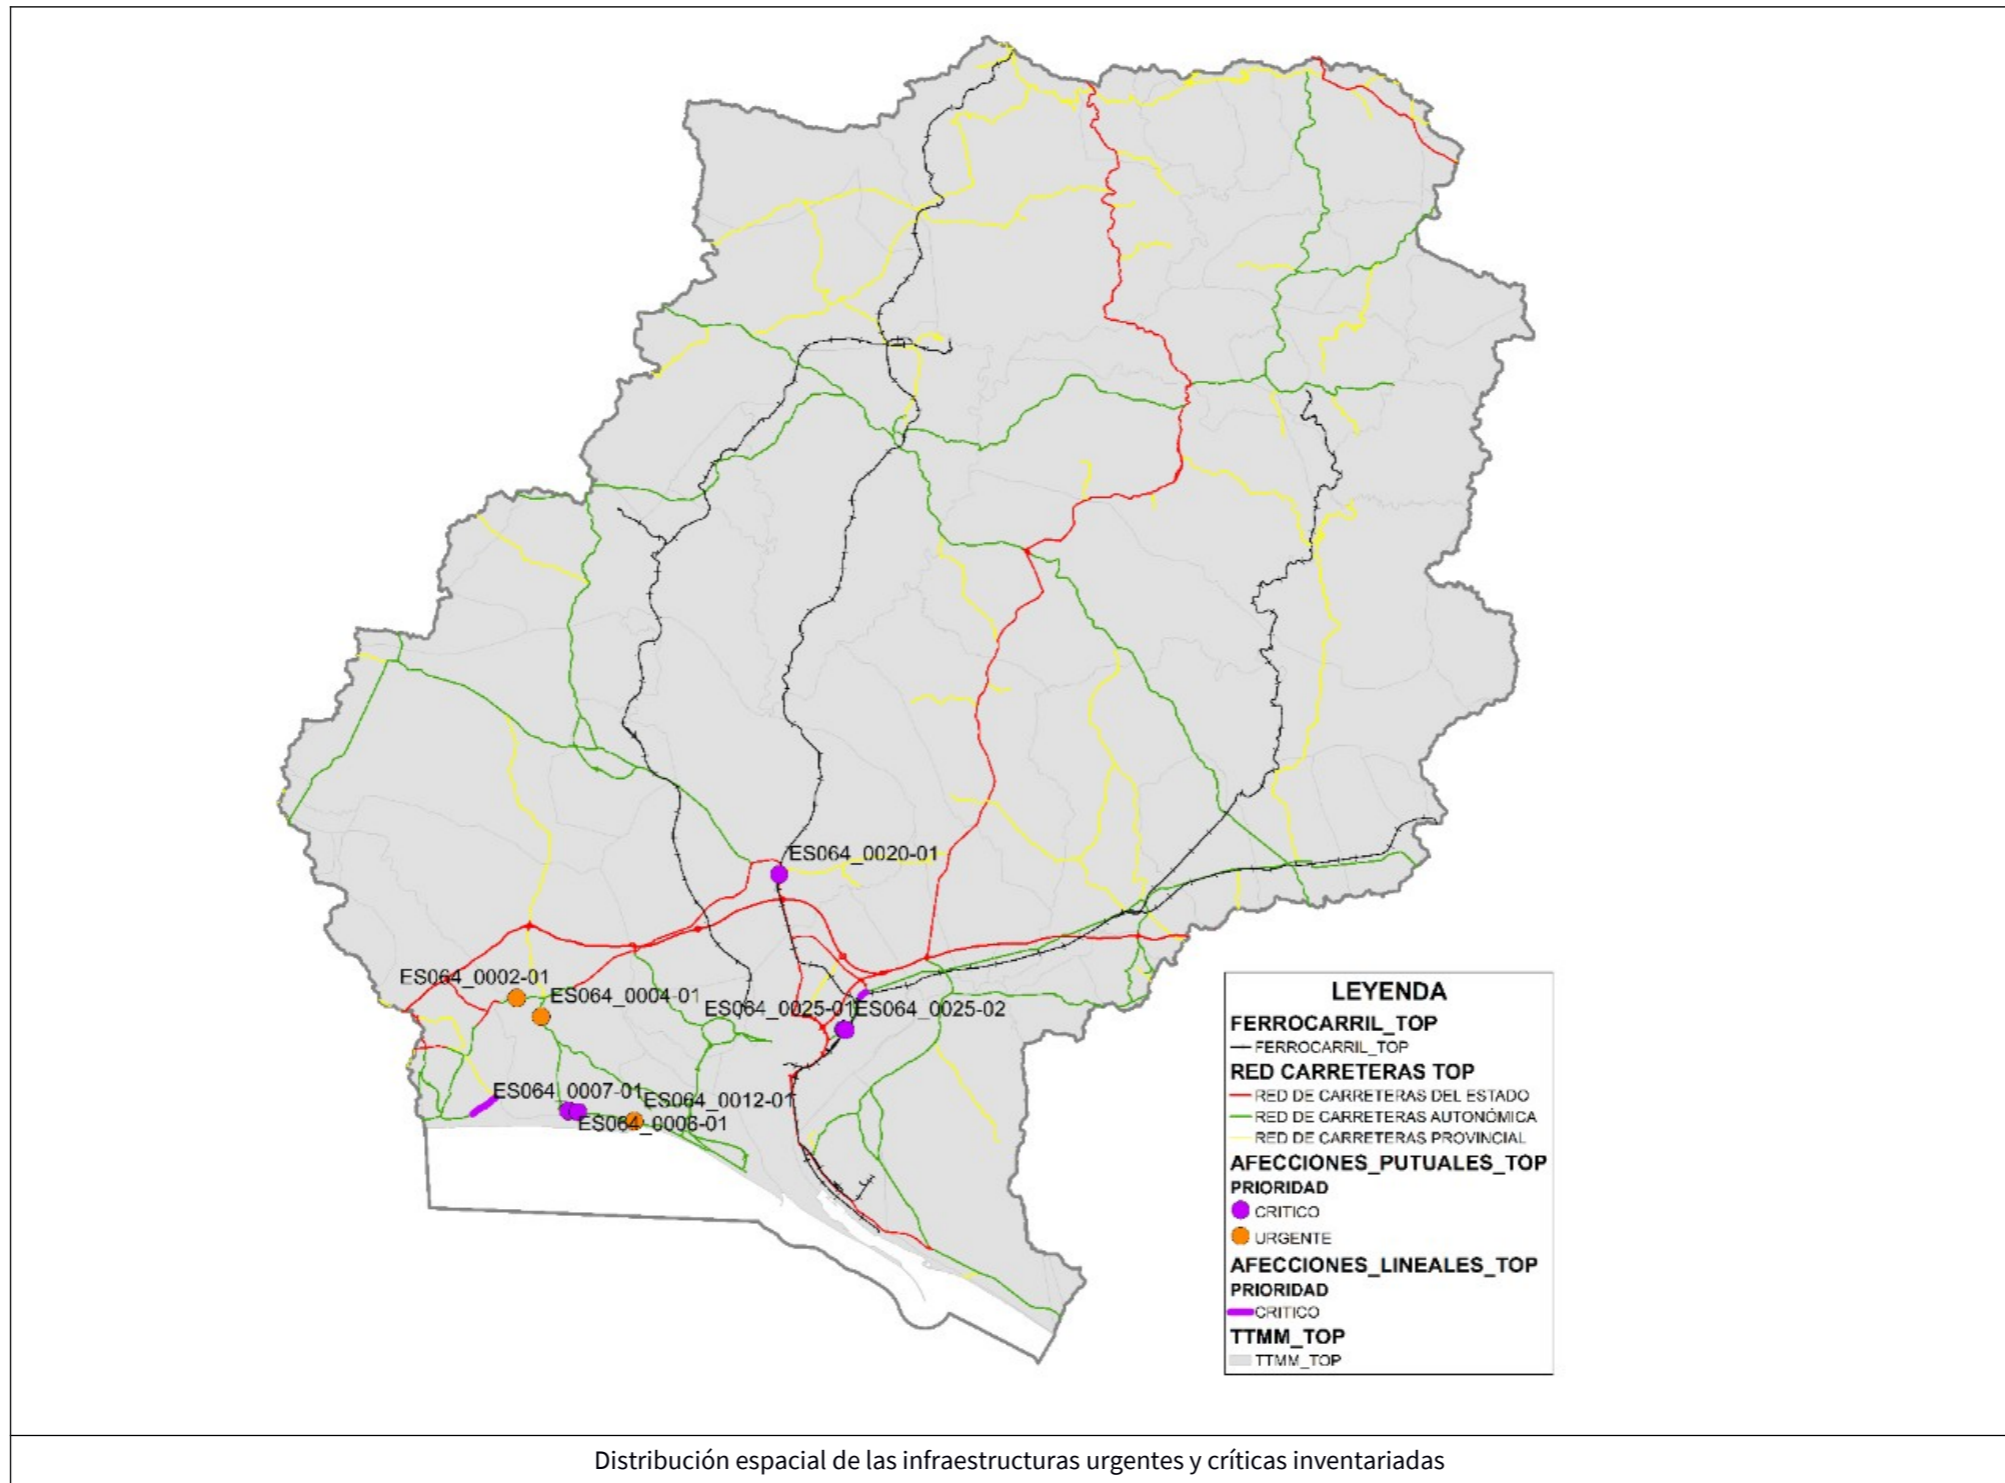 ES064_0020-01
ES064_0002-01
ES064_0004-01
ES064_0025-01
ES064_0025-02
ES064_0007-01
ES064_0012-01
ES064_0006-01
LEYENDA
FERROCARRIL_TOP
FERROCARRIL_TOP
RED CARRETERAS TOP
RED DE CARRETERAS DEL ESTADO
RED DE CARRETERAS AUTONÓMICA
RED DE CARRETERAS PROVINCIAL
AFECCIONES_PUTUALES_TOP
PRIORIDAD
CRITICO
URGENTE
AFECCIONES_LINEALES_TOP
PRIORIDAD
CRITICO
TTMM_TOP
TTMM_TOP
Distribución espacial de las infraestructuras urgentes y críticas inventariadas